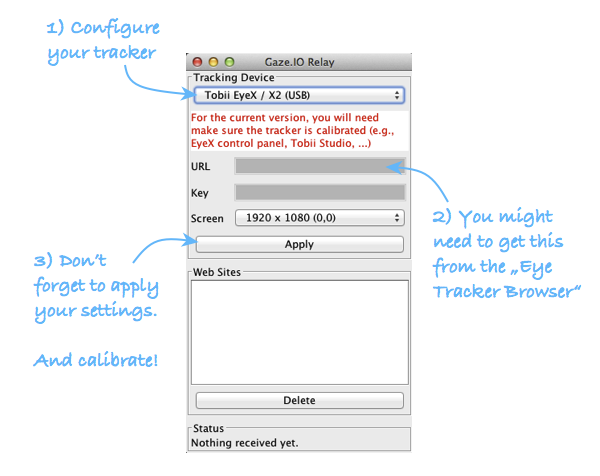 1) Configure
your tracker
Gaze.IO Relay
Tracking Device
Tobii EyeX / X2 (USB)
For the current version, you will need
make sure the tracker is calibrated (e.g.,
EyeX control panel, Tobii Studio, ...)
URL
Key
Screen
1920 x 1080 (0,0)
Apply
2) You might
need to get this
from the „Eye
Tracker Browser“
3) Don't
forget to apply
your settings.
And calibrate!
Web Sites
Delete
Status
Nothing received yet.